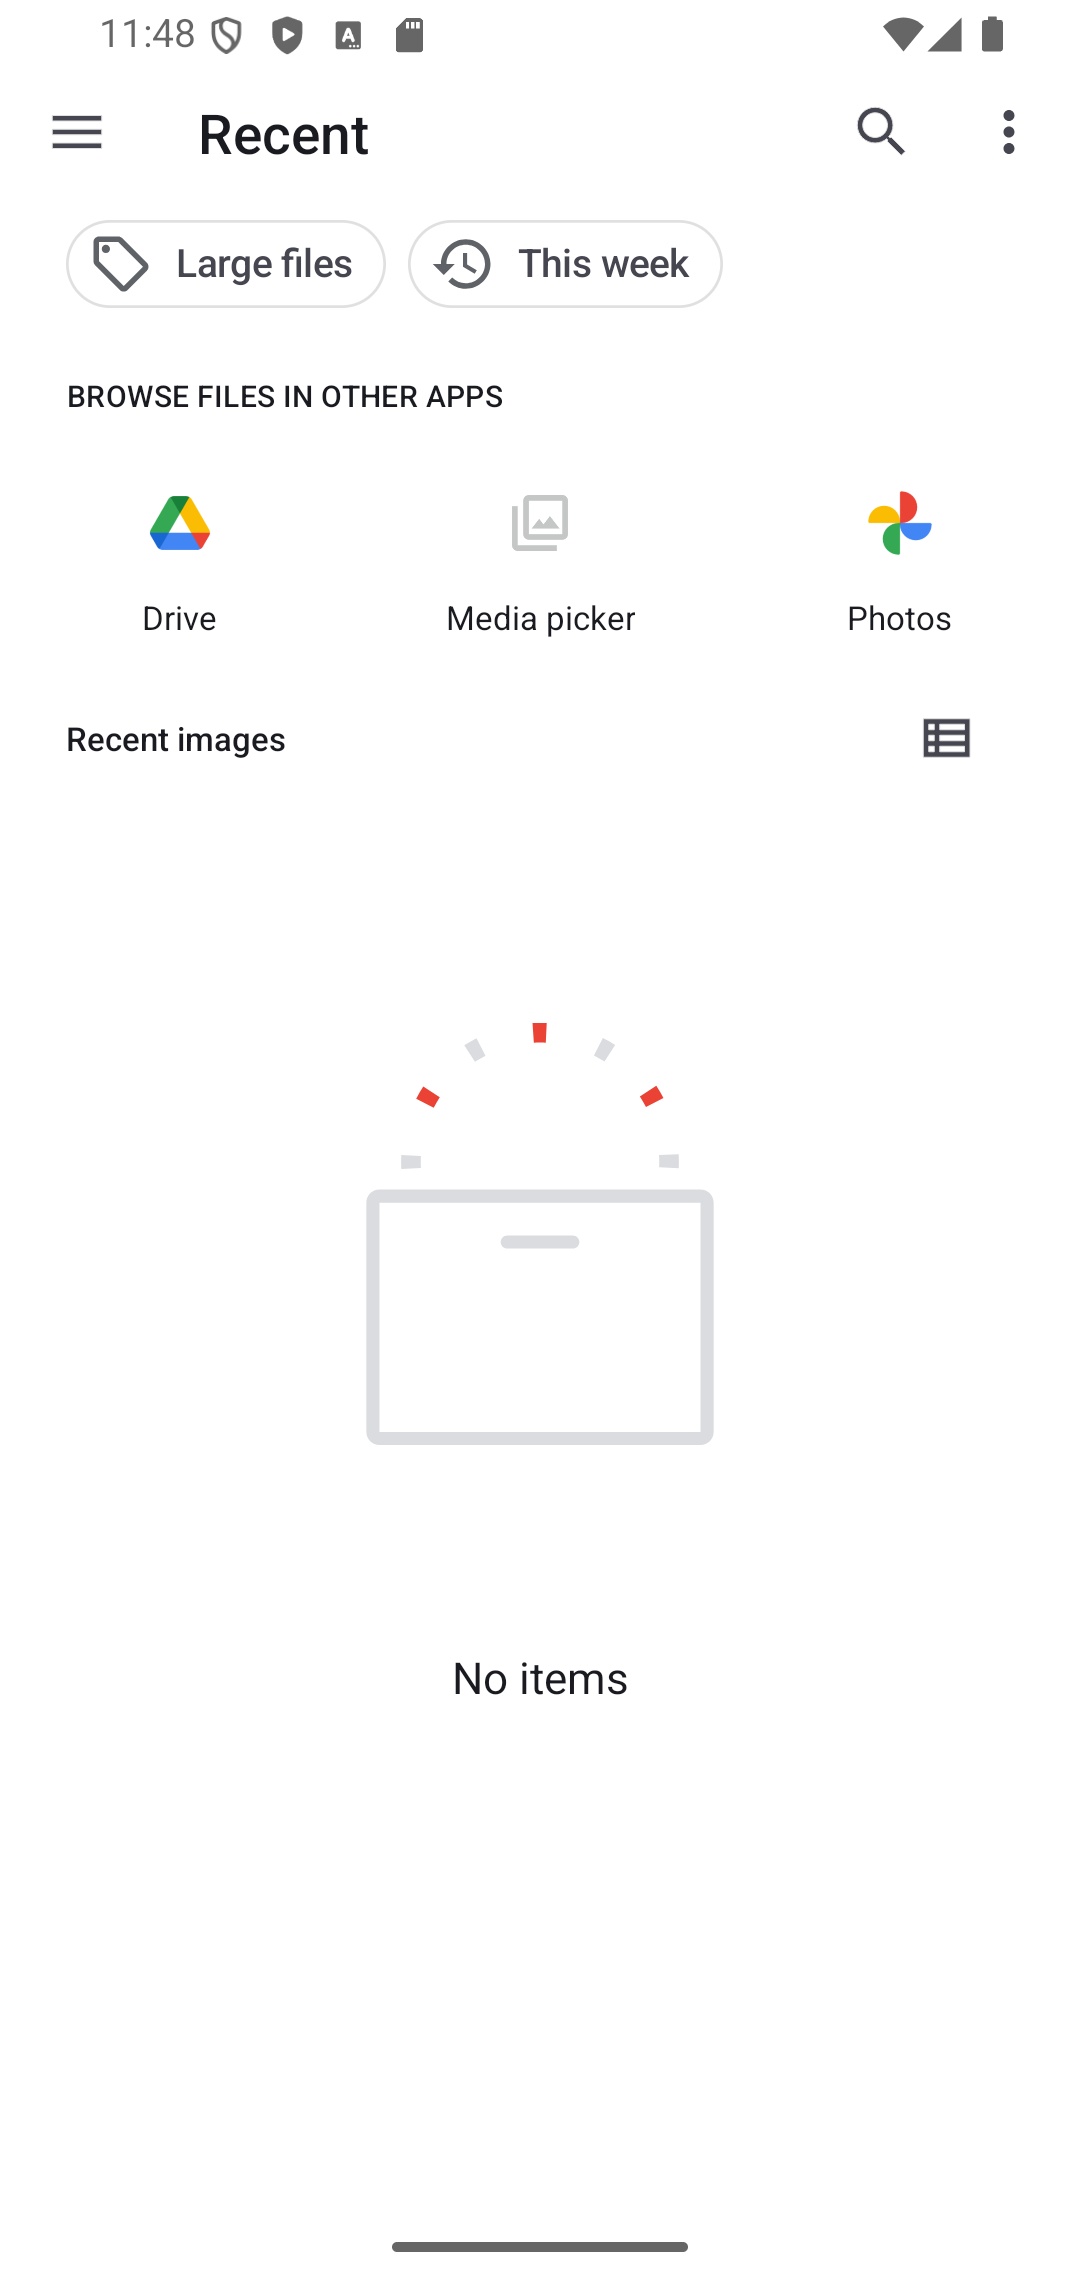 11:48
Recent
Large files
This week
BROWSE FILES IN OTHER APPS
Drive
Media picker
Photos
Recent images
No items